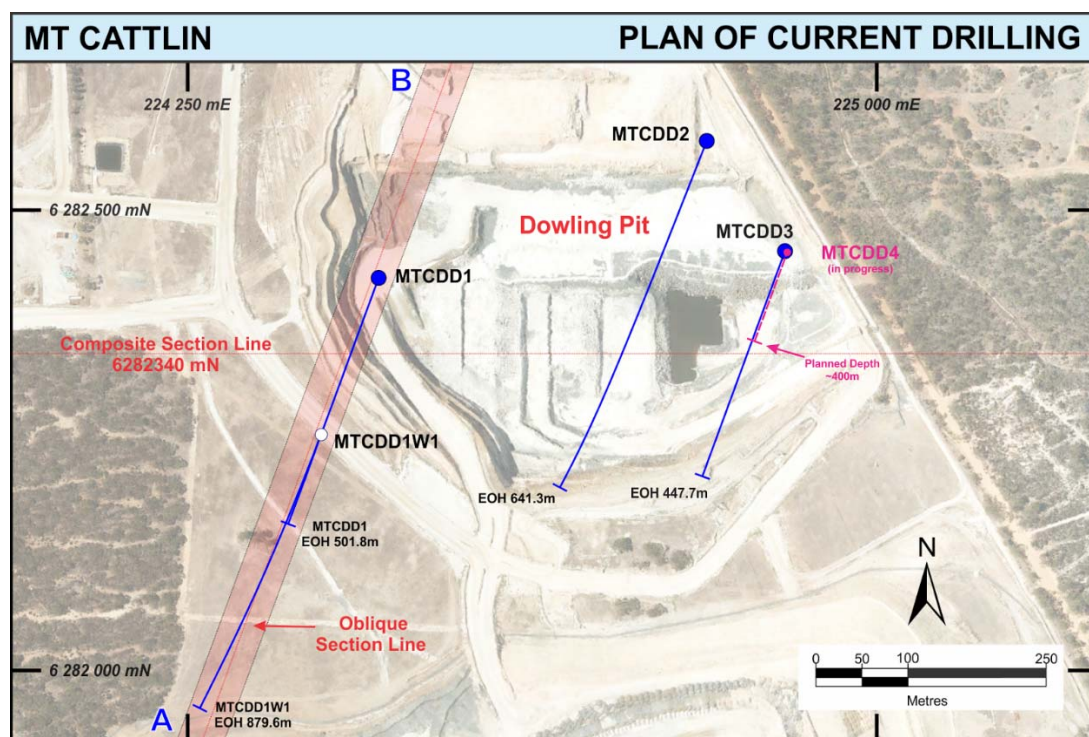 MT CATTLIN
PLAN OF CURRENT DRILLING
B
224 250 mE
225 000 mE
MTCDD2
6 282 500 mN
Dowling Pit
MTCDD3
MTCDD4
(in progress)
MTCDD1
Composite Section Line
6282340 mN
Planned Depth
~400m
MTCDD1W1
EOH 641.3m
EOH 447.7m
MTCDD1
EOH 501.8m
N
Oblique
Section Line
6 282 000 mN
0 50 100 250
Metres
MTCDD1W1
EOH 879.6m
A